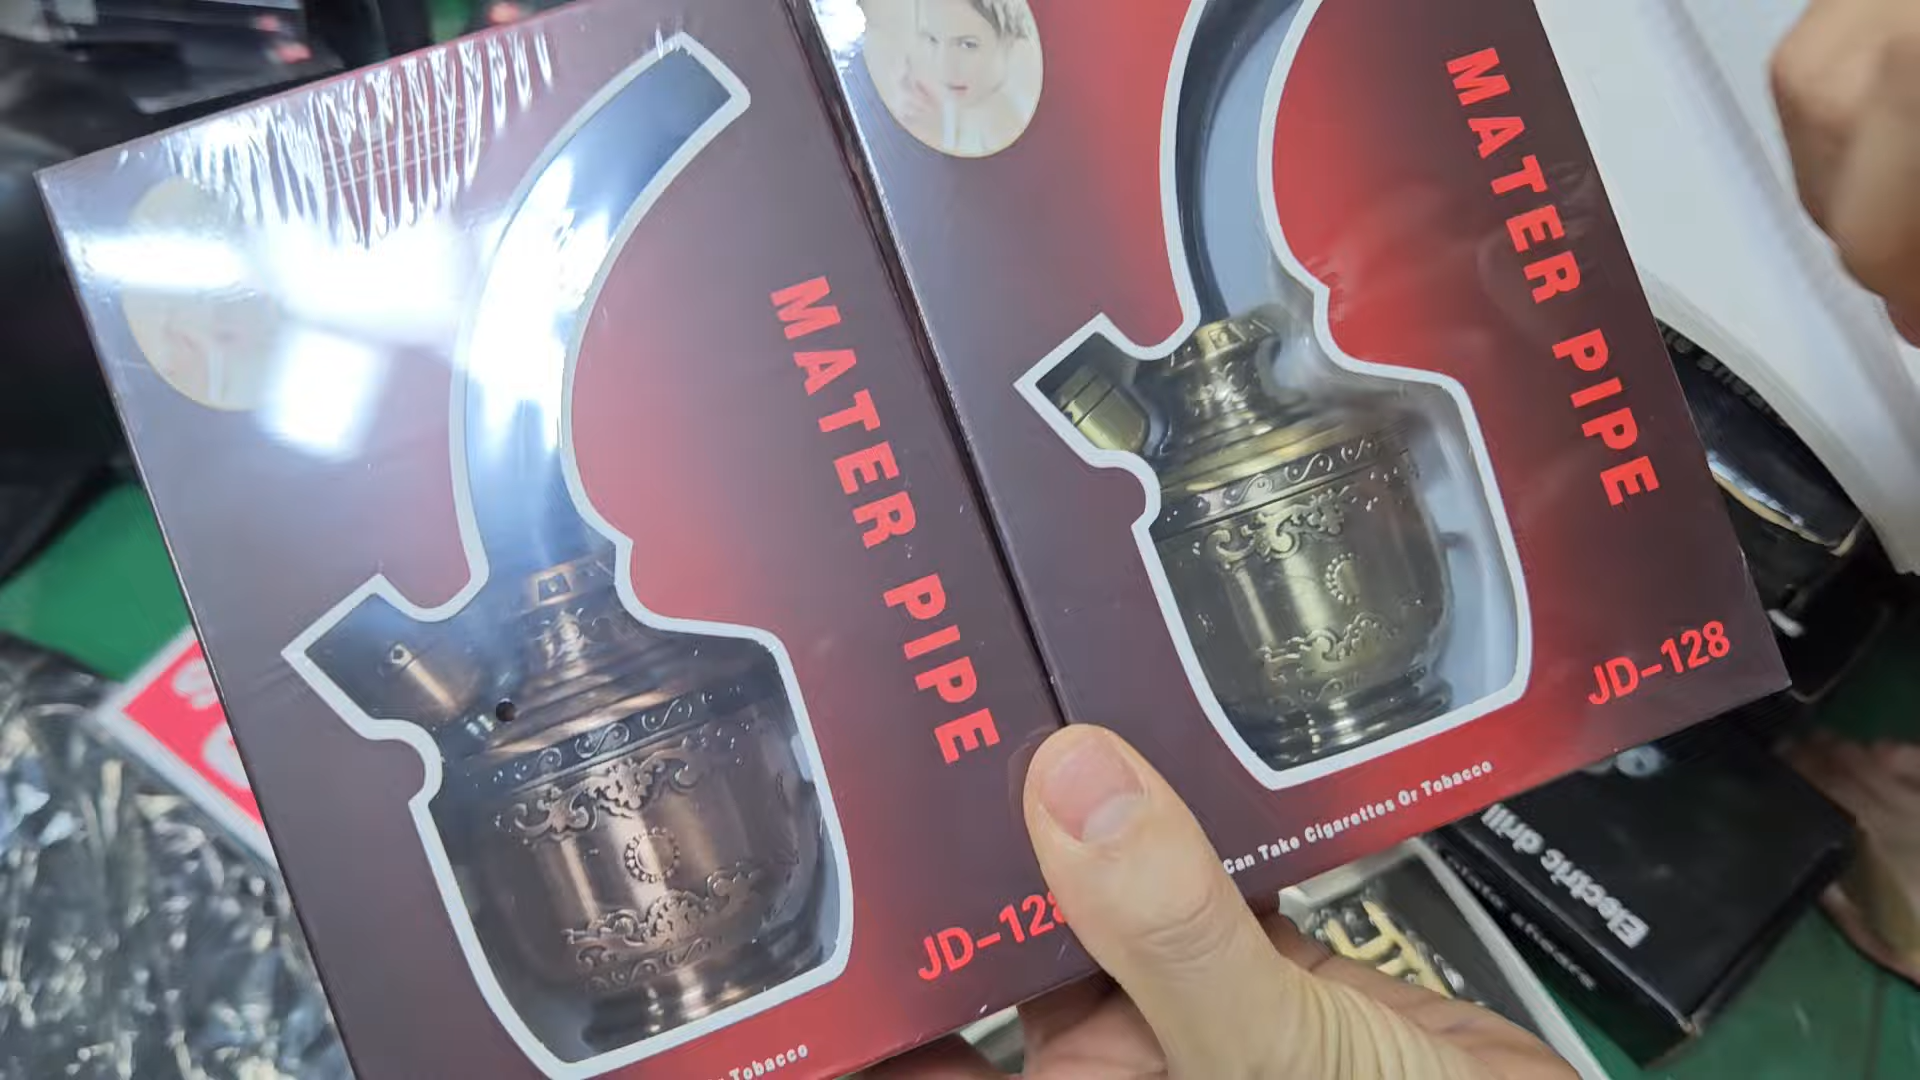 MATER PIPE
JD-128
Tobacco
MATER PIPE
JD-128
Can Take Cigarettes Or Tobacco
Electric drill